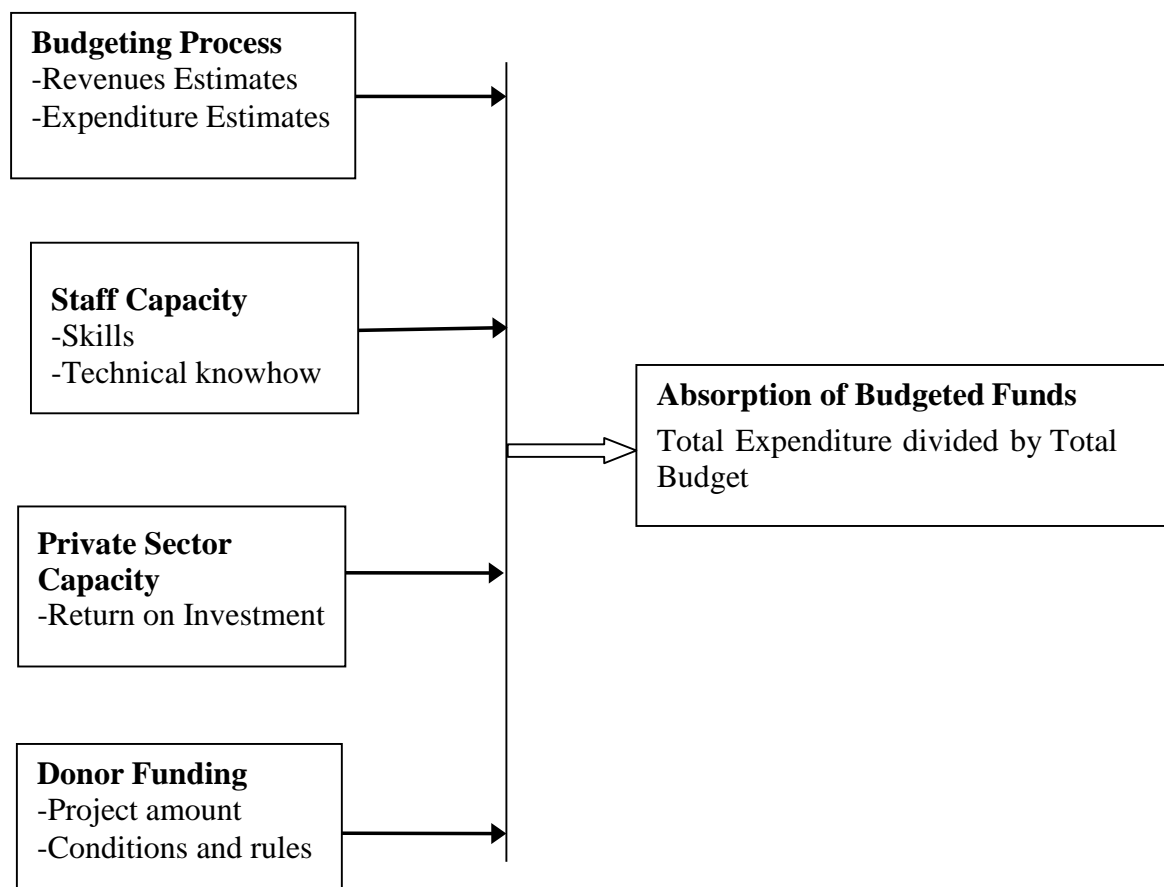 Budgeting Process
-Revenues Estimates
-Expenditure Estimates
Staff Capacity
-Skills
-Technical knowhow
Absorption of Budgeted Funds
Total Expenditure divided by Total
Budget
Private Sector
Capacity
-Return on Investment
Donor Funding
-Project amount
-Conditions and rules